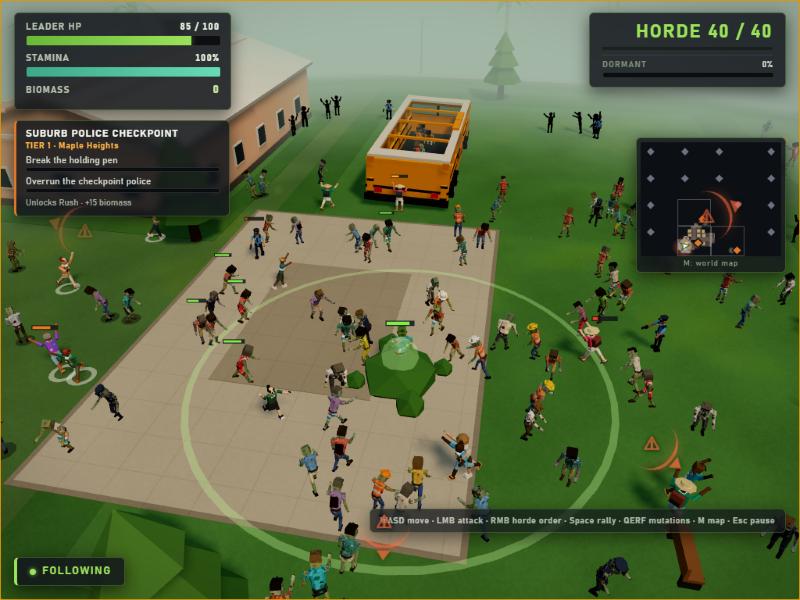 LEADER HP 85 / 100
STAMINA 100%
BIOMASS 0
SUBURB POLICE CHECKPOINT
TIER 1 · Maple Heights
Break the holding pen
Overrun the checkpoint police
Unlocks Rush · +15 biomass
HORDE 40 / 40
DORMANT 0%
M: world map
WASD move · LMB attack · RMB horde order · Space rally · QERF mutations · M map · Esc pause
FOLLOWING